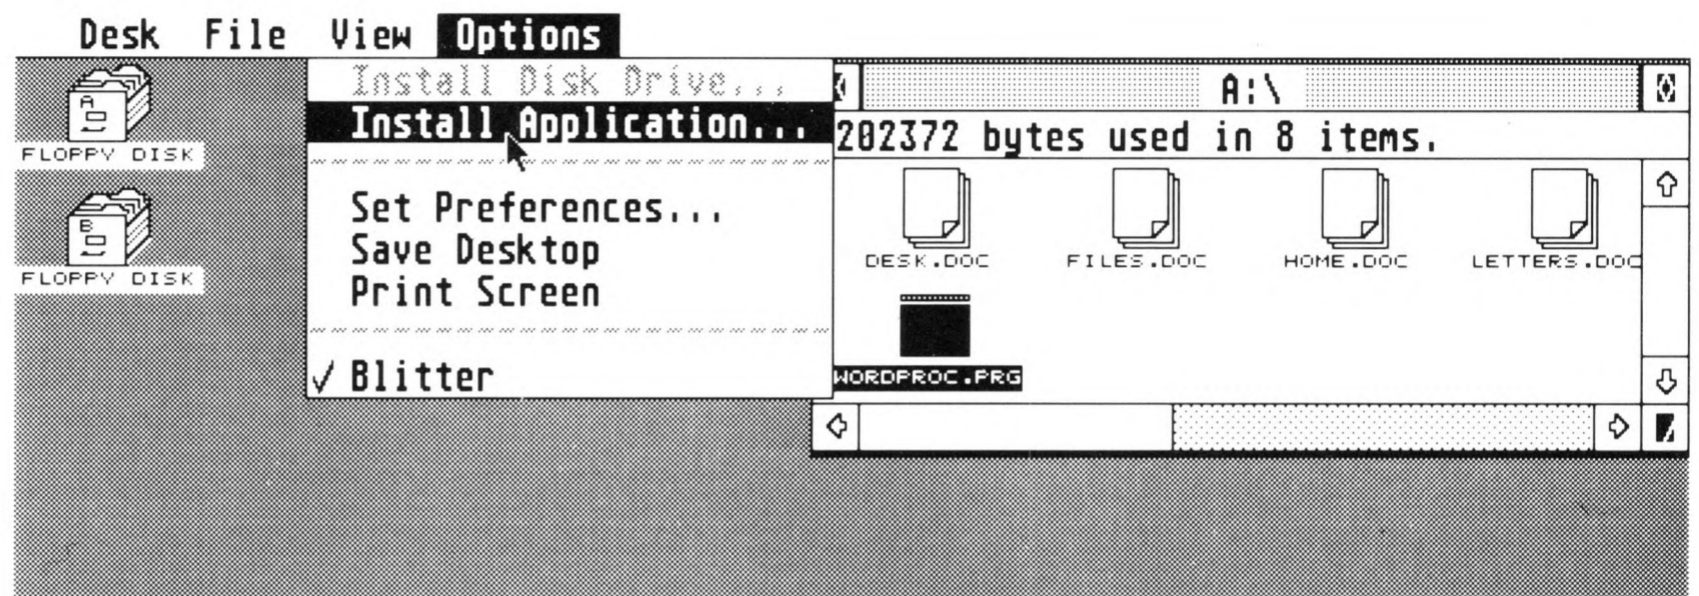 Desk File View Options
Install Disk Drive...
Install Application...
Set Preferences...
Save Desktop
Print Screen
✓ Blitter
A
FLOPPY DISK
B
FLOPPY DISK
A:\
202372 bytes used in 8 items.
DESK.DOC FILES.DOC HOME.DOC LETTERS.DOC
WORDPROC.PRG